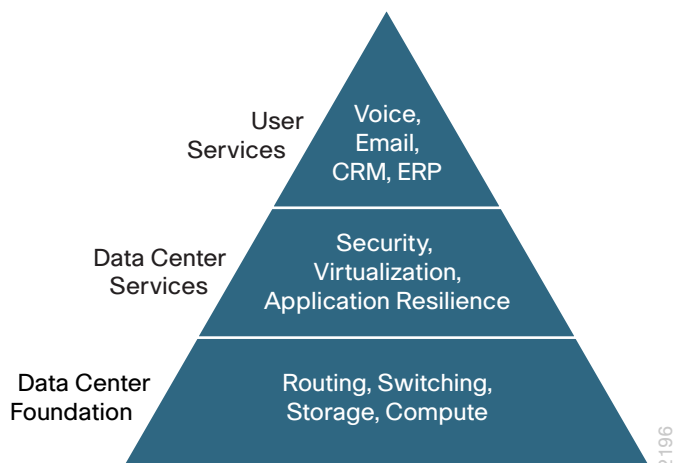 User
Services
Voice,
Email,
CRM, ERP
Data Center
Services
Security,
Virtualization,
Application Resilience
Data Center
Foundation
Routing, Switching,
Storage, Compute
2196